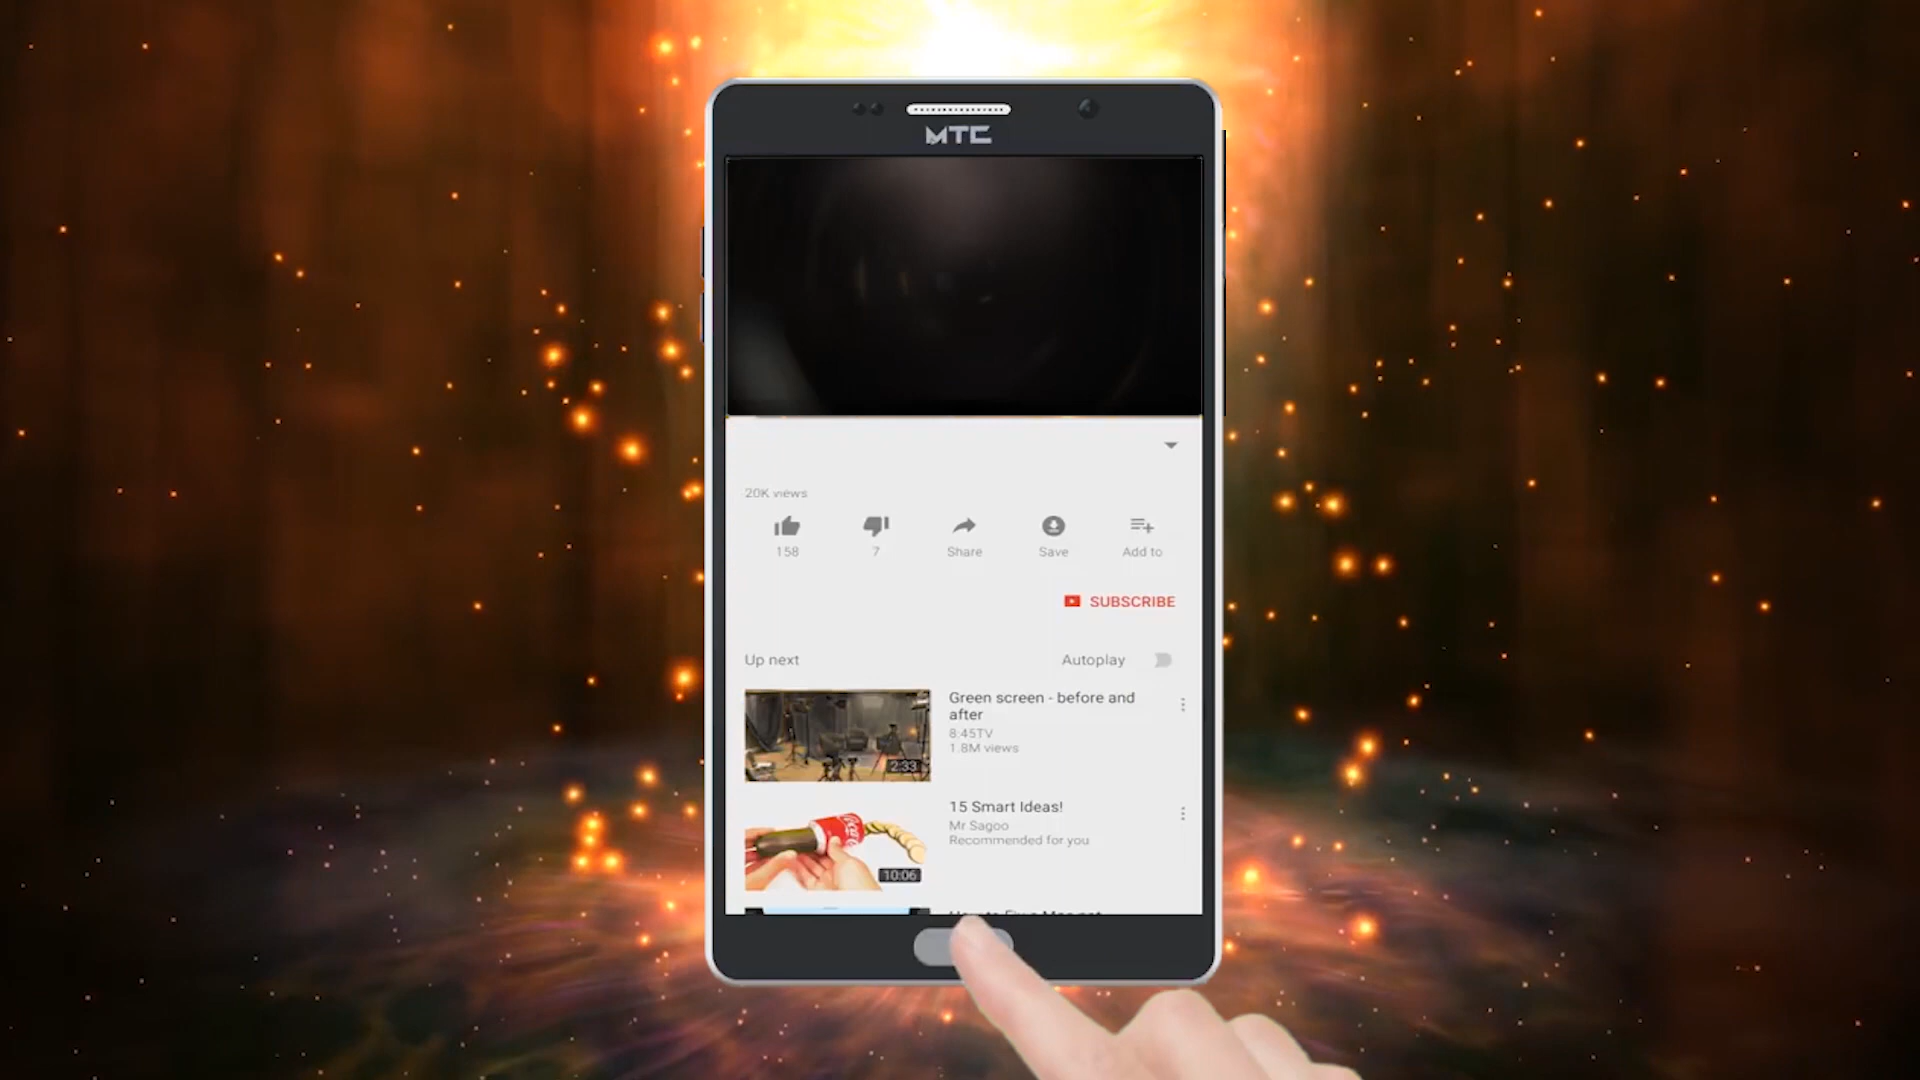 MTC
20K views
158
7
Share
Save
Add to
SUBSCRIBE
Up next
Autoplay
Green screen - before and
after
8:45TV
1.8M views
2:33
15 Smart Ideas!
Mr Sagoo
Recommended for you
10:06